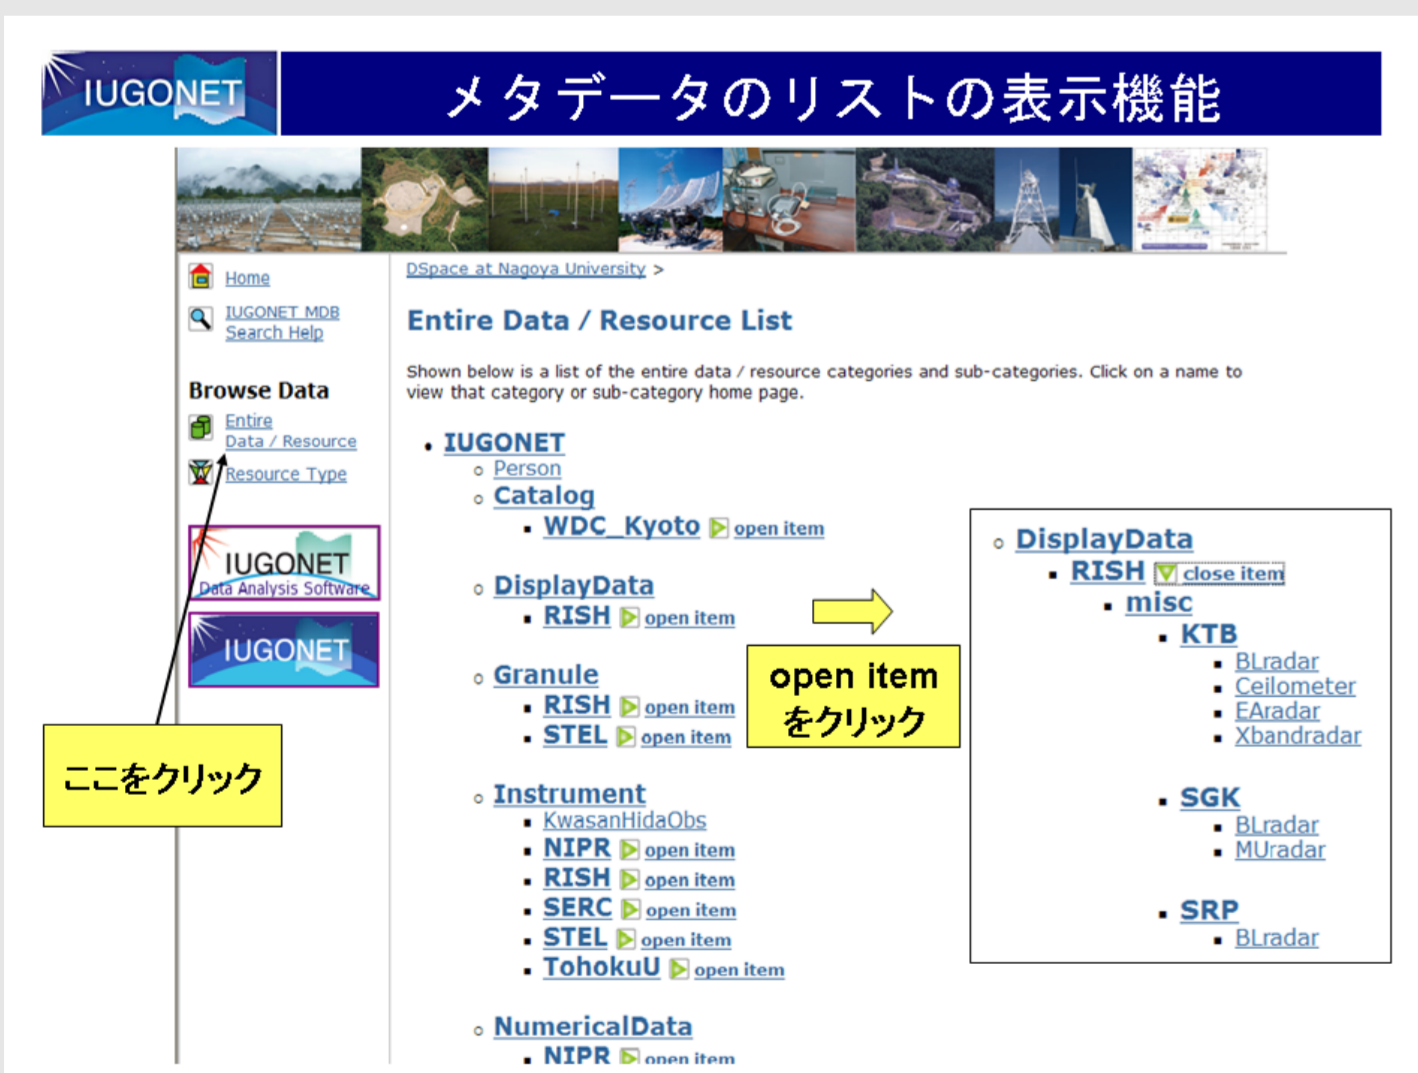 IUGONET
メタデータのリストの表示機能
Home
IUGONET MDB
Search Help
Browse Data
Entire
Data / Resource
Resource Type
IUGONET
Data Analysis Software
IUGONET
ここをクリック
DSpace at Nagoya University >
Entire Data / Resource List
Shown below is a list of the entire data / resource categories and sub-categories. Click on a name to
view that category or sub-category home page.
IUGONET
Person
Catalog
WDC_Kyoto open item
DisplayData
RISH open item
Granule
RISH open item
STEL open item
Instrument
KwasanHidaObs
NIPR open item
RISH open item
SERC open item
STEL open item
TohokuU open item
NumericalData
NIPR open item
open item
をクリック
DisplayData
RISH close item
misc
KTB
BLradar
Ceilometer
EAradar
Xbandradar
SGK
BLradar
MUradar
SRP
BLradar